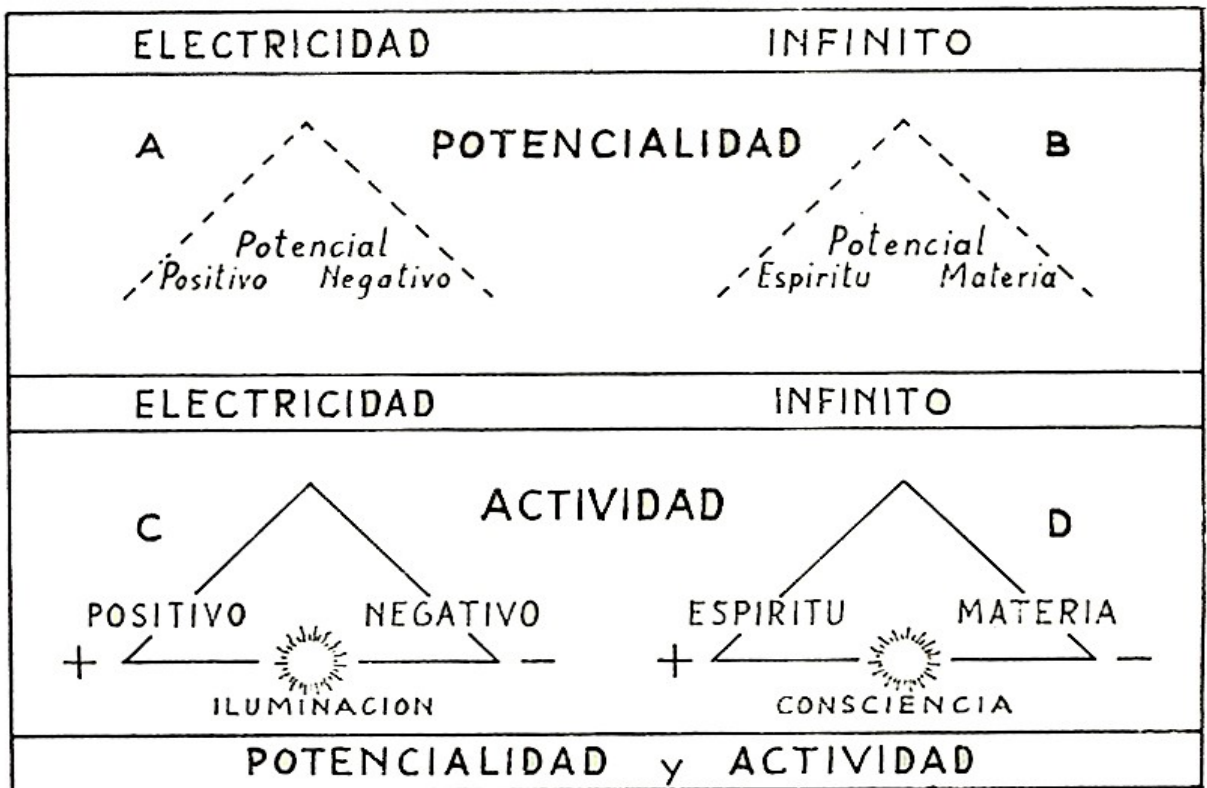 ELECTRICIDAD INFINITO
A POTENCIALIDAD B
Potencial Potencial
Positivo Negativo Espiritu Materia
ELECTRICIDAD INFINITO
C ACTIVIDAD D
POSITIVO NEGATIVO ESPIRITU MATERIA
+ - + -
ILUMINACION CONSCIENCIA
POTENCIALIDAD y ACTIVIDAD